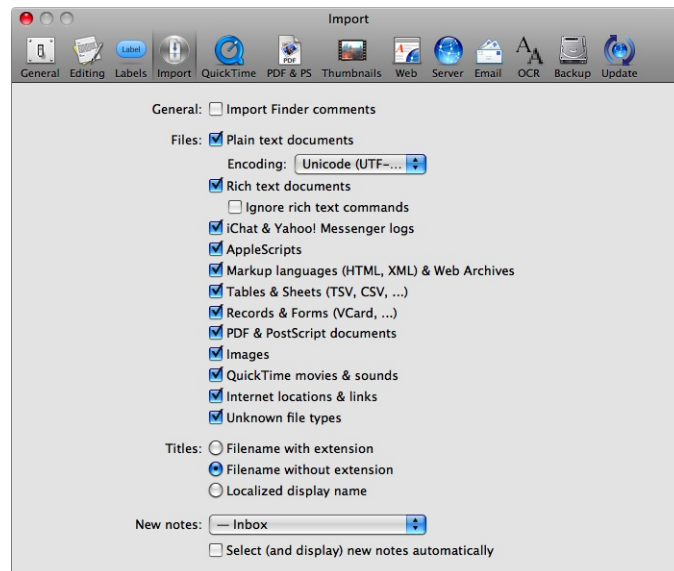 Import
Label
PDF
General Editing Labels Import QuickTime PDF & PS Thumbnails Web Server Email OCR Backup Update
General: Import Finder comments
Files: Plain text documents
Encoding: Unicode (UTF-...
Rich text documents
Ignore rich text commands
iChat & Yahoo! Messenger logs
AppleScripts
Markup languages (HTML, XML) & Web Archives
Tables & Sheets (TSV, CSV, ...)
Records & Forms (VCard, ...)
PDF & PostScript documents
Images
QuickTime movies & sounds
Internet locations & links
Unknown file types
Titles: Filename with extension
Filename without extension
Localized display name
New notes: — Inbox
Select (and display) new notes automatically